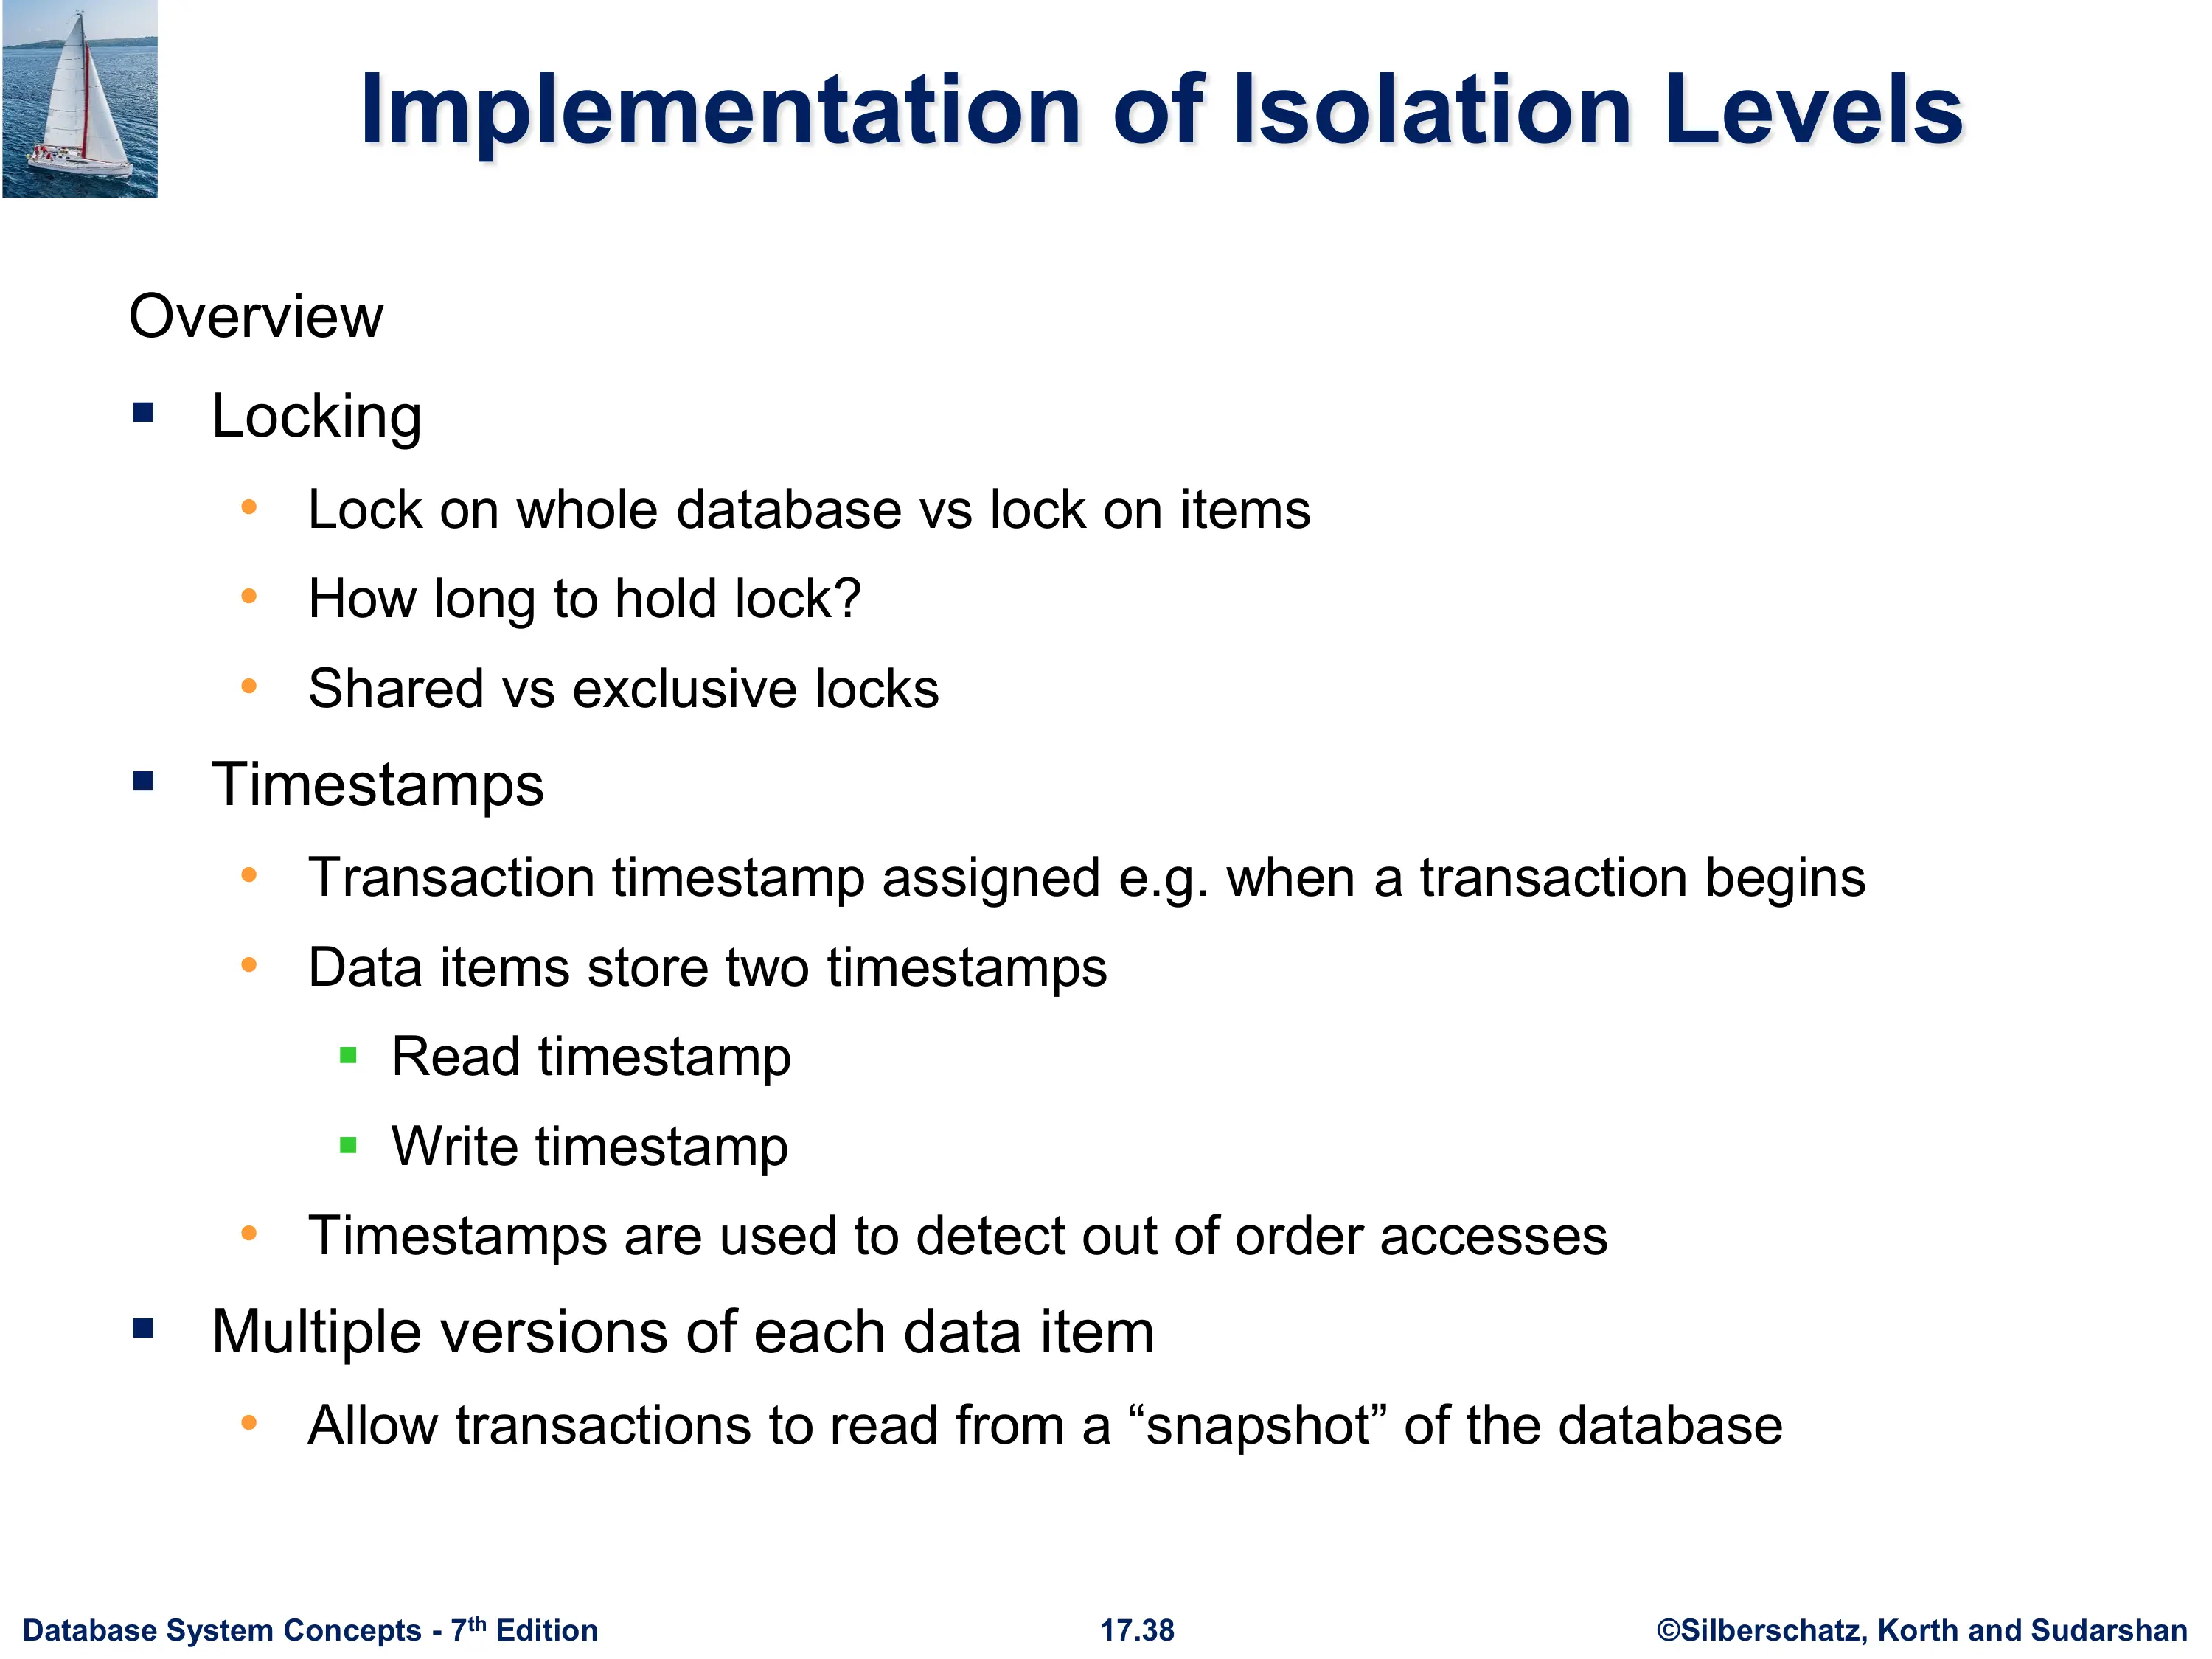 Implementation of Isolation Levels
Overview
▪ Locking
• Lock on whole database vs lock on items
• How long to hold lock?
• Shared vs exclusive locks
▪ Timestamps
• Transaction timestamp assigned e.g. when a transaction begins
• Data items store two timestamps
▪ Read timestamp
▪ Write timestamp
• Timestamps are used to detect out of order accesses
▪ Multiple versions of each data item
• Allow transactions to read from a “snapshot” of the database
Database System Concepts - 7th Edition
17.38
©Silberschatz, Korth and Sudarshan